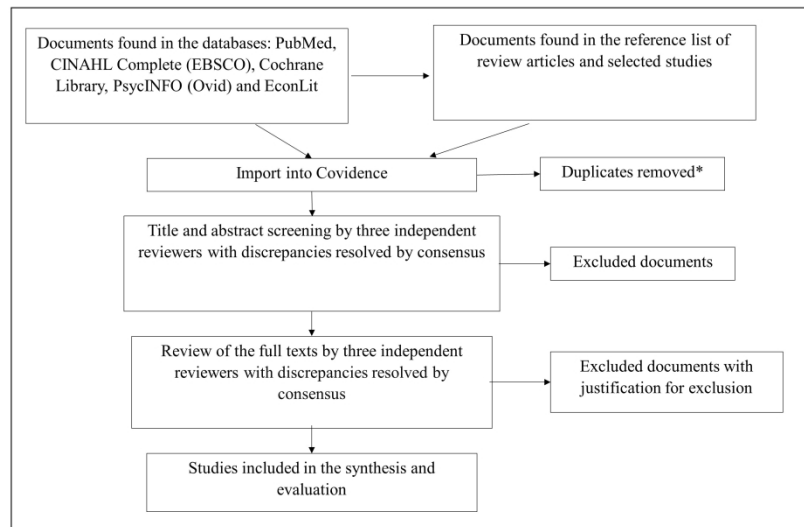 Documents found in the databases: PubMed,
CINAHL Complete (EBSCO), Cochrane
Library, PsycINFO (Ovid) and EconLit
Documents found in the reference list of
review articles and selected studies
Import into Covidence
Duplicates removed*
Title and abstract screening by three independent
reviewers with discrepancies resolved by consensus
Excluded documents
Review of the full texts by three independent
reviewers with discrepancies resolved by
consensus
Excluded documents with
justification for exclusion
Studies included in the synthesis and
evaluation